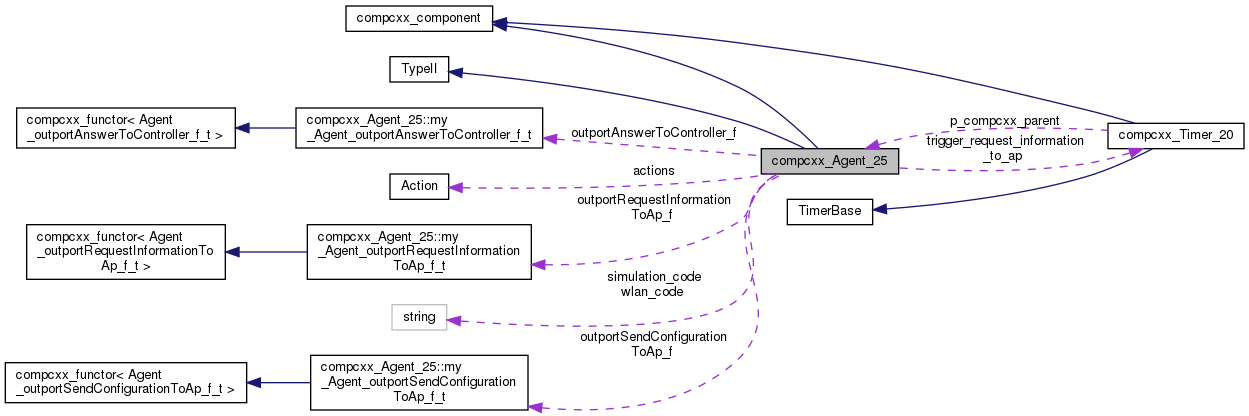 compcxx_component
TypeII
compcxx_functor< Agent
_outportAnswerToController_f_t >
compcxx_Agent_25::my
_Agent_outportAnswerToController_f_t
outportAnswerToController_f
p_compcxx_parent
compcxx_Timer_20
trigger_request_information
_to_ap
compcxx_Agent_25
actions
Action
TimerBase
outportRequestInformation
ToAp_f
compcxx_functor< Agent
_outportRequestInformationTo
Ap_f_t >
compcxx_Agent_25::my
_Agent_outportRequestInformation
ToAp_f_t
simulation_code
wlan_code
string
outportSendConfiguration
ToAp_f
compcxx_functor< Agent
_outportSendConfigurationToAp_f_t >
compcxx_Agent_25::my
_Agent_outportSendConfiguration
ToAp_f_t